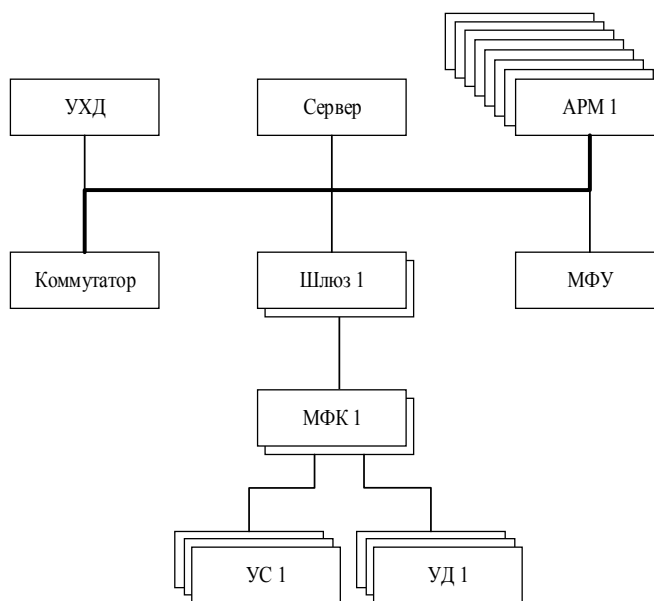 УХД
Сервер
АРМ 1
Коммутатор
Шлюз 1
МФУ
МФК 1
УС 1
УД 1